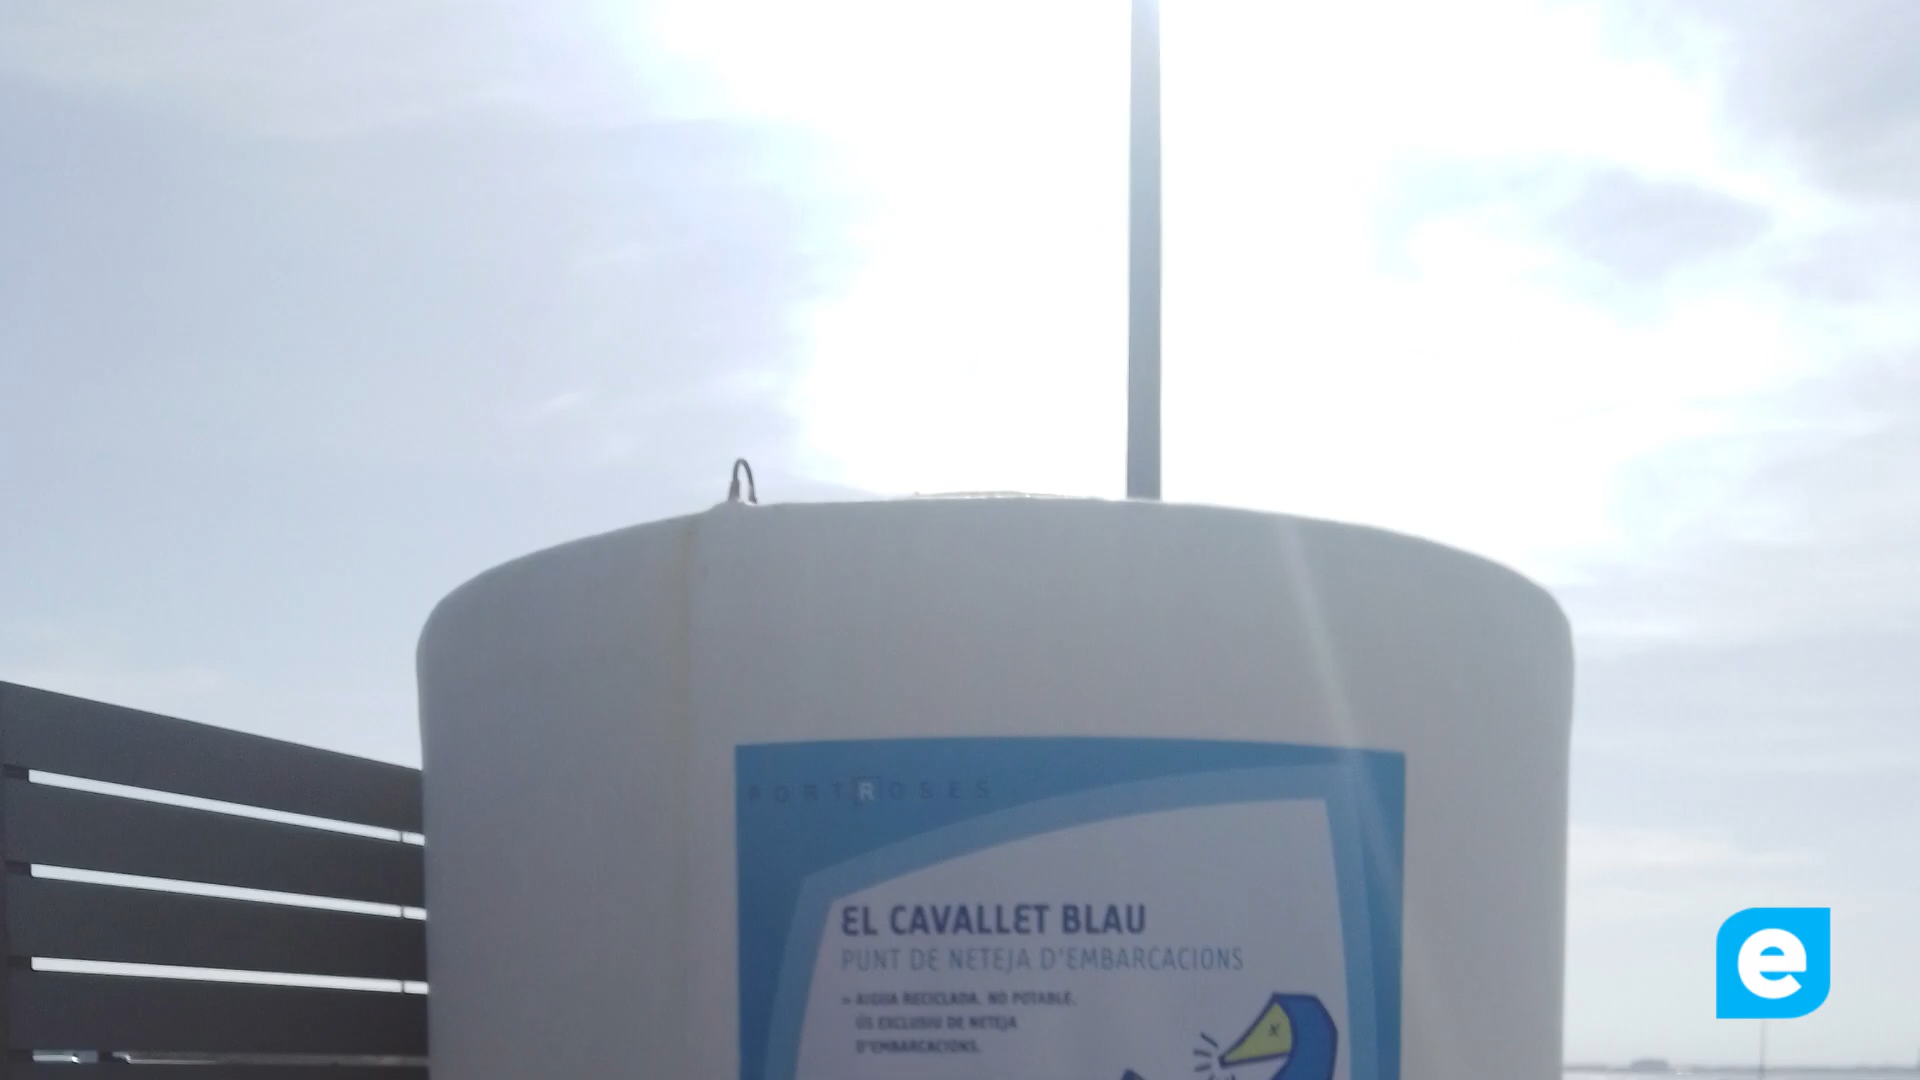 PORTROSES
EL CAVALLET BLAU
PUNT DE NETEJA D'EMBARCACIONS
» AIGUA RECICLADA. NO POTABLE.
ÚS EXCLUSIU DE NETEJA
D'EMBARCACIONS.
e